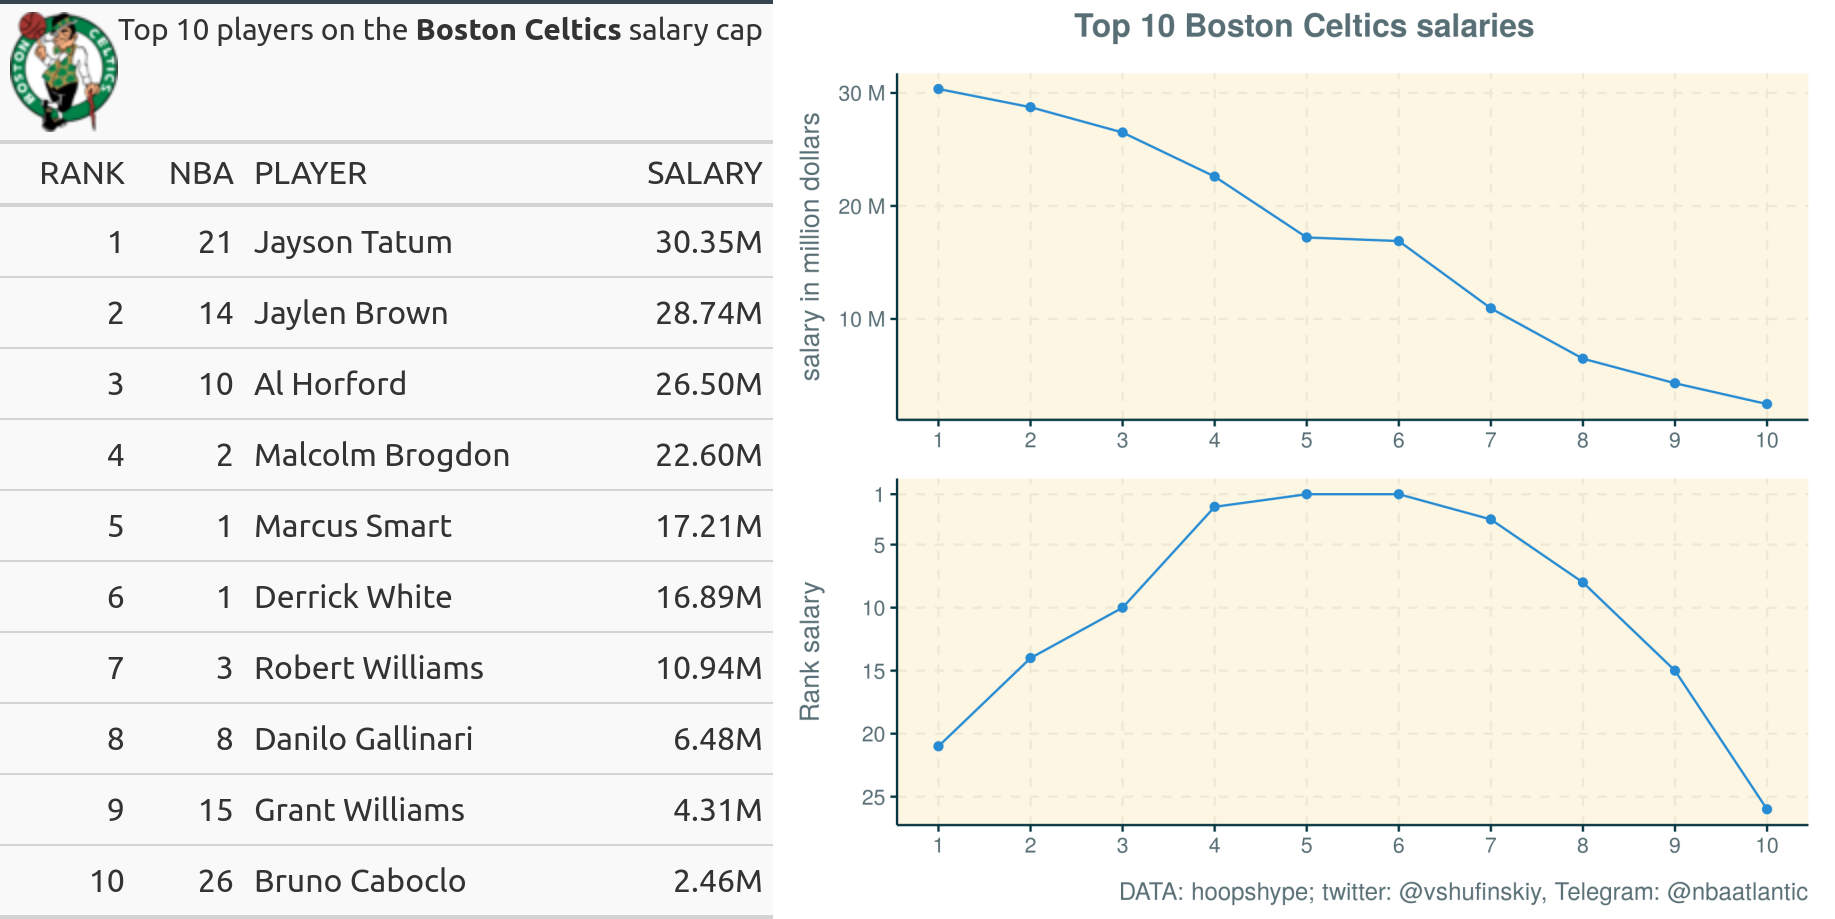 BOSTON CELTICS
Top 10 players on the Boston Celtics salary cap
RANK NBA PLAYER SALARY
1 21 Jayson Tatum 30.35M
2 14 Jaylen Brown 28.74M
3 10 Al Horford 26.50M
4 2 Malcolm Brogdon 22.60M
5 1 Marcus Smart 17.21M
6 1 Derrick White 16.89M
7 3 Robert Williams 10.94M
8 8 Danilo Gallinari 6.48M
9 15 Grant Williams 4.31M
10 26 Bruno Caboclo 2.46M
Top 10 Boston Celtics salaries
salary in million dollars
30 M
20 M
10 M
1 2 3 4 5 6 7 8 9 10
Rank salary
1
5
10
15
20
25
1 2 3 4 5 6 7 8 9 10
DATA: hoopshype; twitter: @vshufinskiy, Telegram: @nbaatlantic